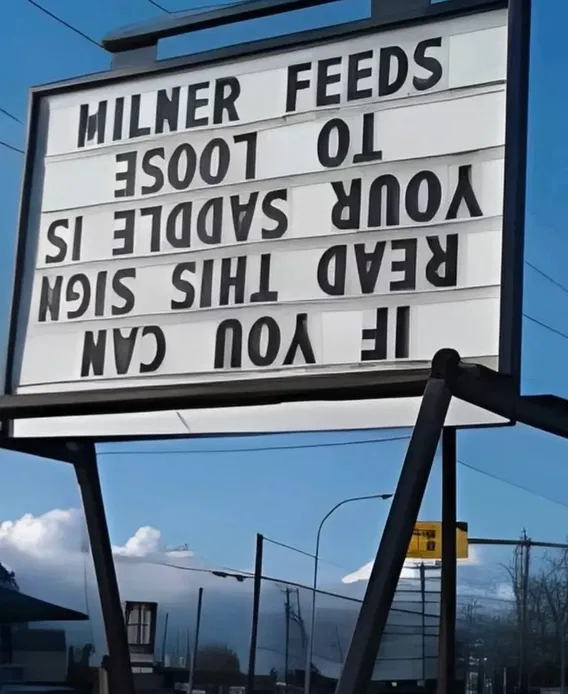 MILNER FEEDS
IF YOU CAN
READ THIS SIGN
YOUR SADDLE IS
TO LOOSE